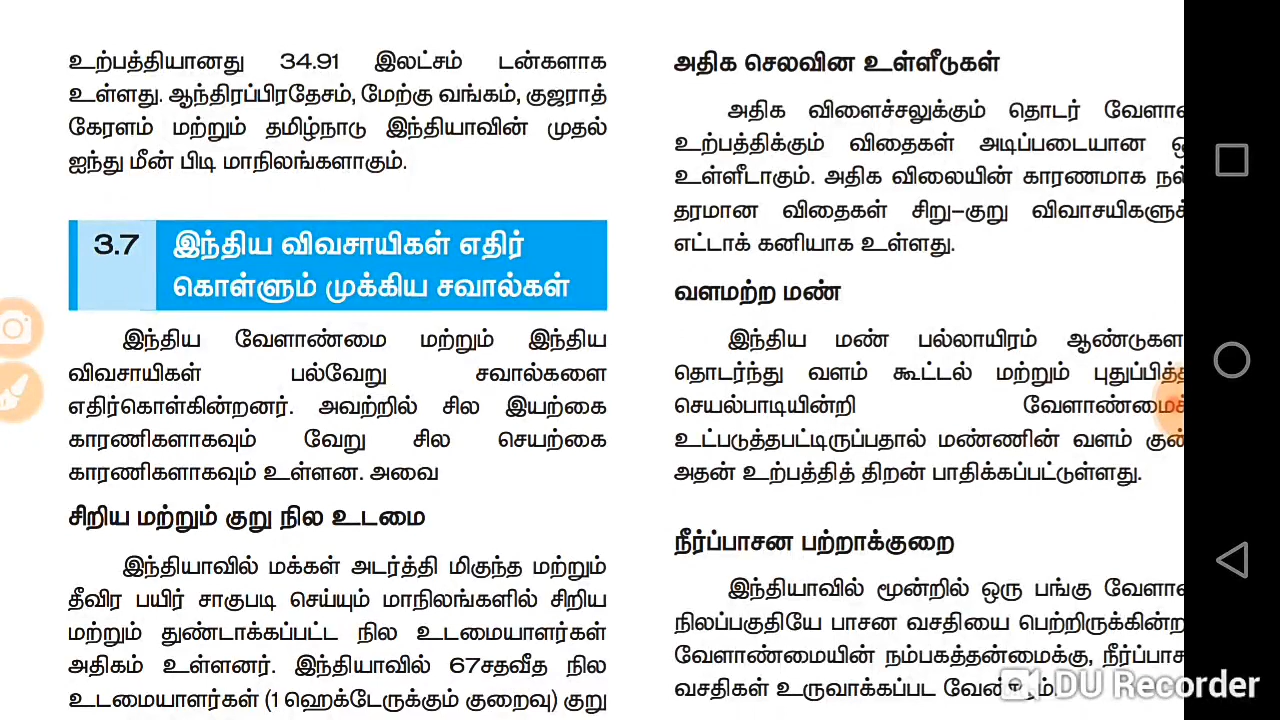 உற்பத்தியானது 34.91 இலட்சம் டன்களாக
உள்ளது. ஆந்திரப்பிரதேசம், மேற்கு வங்கம், குஜராத்
கேரளம் மற்றும் தமிழ்நாடு இந்தியாவின் முதல்
ஐந்து மீன் பிடி மாநிலங்களாகும்.
3.7 இந்திய விவசாயிகள் எதிர்
கொள்ளும் முக்கிய சவால்கள்
இந்திய வேளாண்மை மற்றும் இந்திய
விவசாயிகள் பல்வேறு சவால்களை
எதிர்கொள்கின்றனர். அவற்றில் சில இயற்கை
காரணிகளாகவும் வேறு சில செயற்கை
காரணிகளாகவும் உள்ளன. அவை
சிறிய மற்றும் குறு நில உடமை
இந்தியாவில் மக்கள் அடர்த்தி மிகுந்த மற்றும்
தீவிர பயிர் சாகுபடி செய்யும் மாநிலங்களில் சிறிய
மற்றும் துண்டாக்கப்பட்ட நில உடமையாளர்கள்
அதிகம் உள்ளனர். இந்தியாவில் 67சதவீத நில
உடமையாளர்கள் (1 ஹெக்டேருக்கும் குறைவு) குறு
அதிக செலவின உள்ளீடுகள்
அதிக விளைச்சலுக்கும் தொடர்
உற்பத்திக்கும் விதைகள் அடிப்படையான
உள்ளீடாகும். அதிக விலையின் காரணமாக
தரமான விதைகள் சிறு–குறு
எட்டாக் கனியாக உள்ளது.
வளமற்ற மண்
இந்திய மண் பல்லாயிரம்
தொடர்ந்து வளம் கூட்டல் மற்றும்
செயல்பாடியின்றி
உட்படுத்தபட்டிருப்பதால் மண்ணின் வளம்
அதன் உற்பத்தித் திறன் பாதிக்கப்பட்டுள்ளது.
நீர்ப்பாசன பற்றாக்குறை
இந்தியாவில் மூன்றில் ஒரு பங்கு
நிலப்பகுதியே பாசன வசதியை
வேளாண்மையின் நம்பகத்தன்மைக்கு,
வசதிகள் உருவாக்கப்பட
DU Recorder